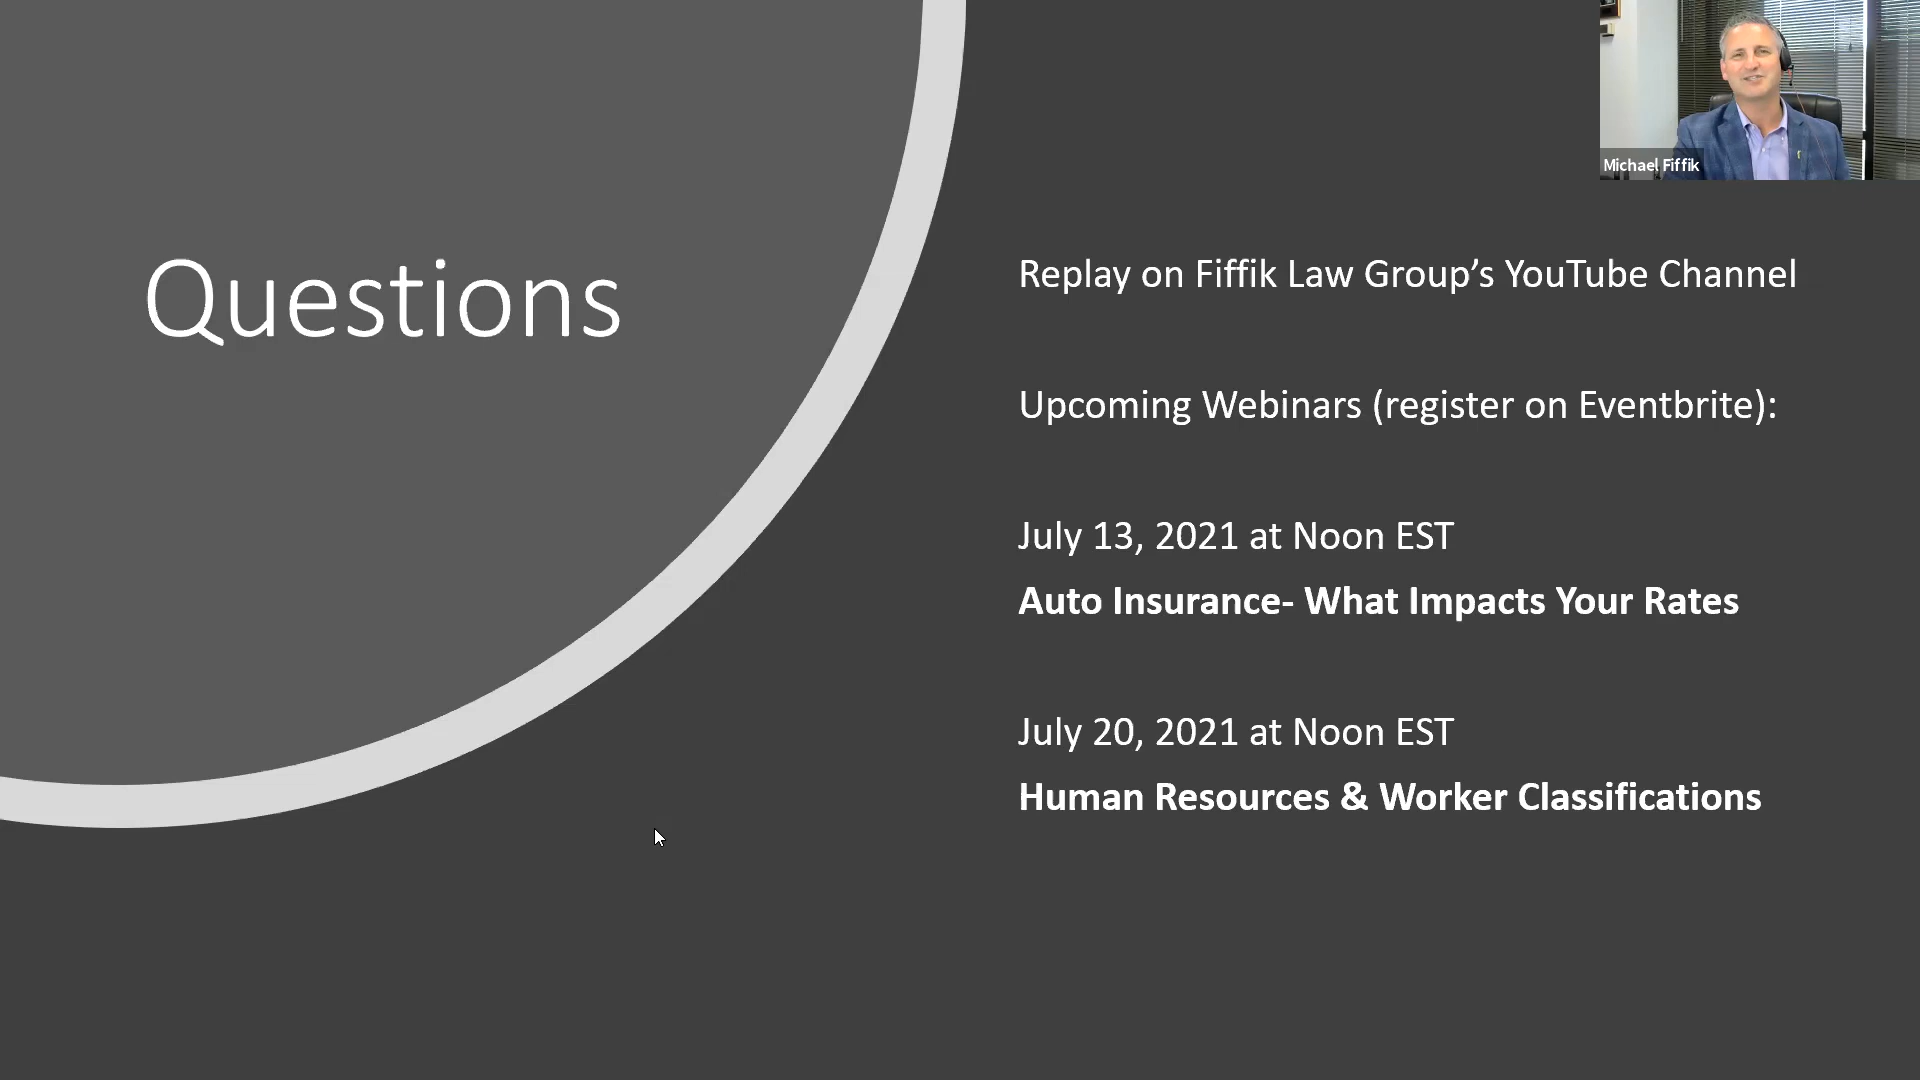 Questions
Michael Fiffik
Replay on Fiffik Law Group’s YouTube Channel
Upcoming Webinars (register on Eventbrite):
July 13, 2021 at Noon EST
Auto Insurance- What Impacts Your Rates
July 20, 2021 at Noon EST
Human Resources & Worker Classifications